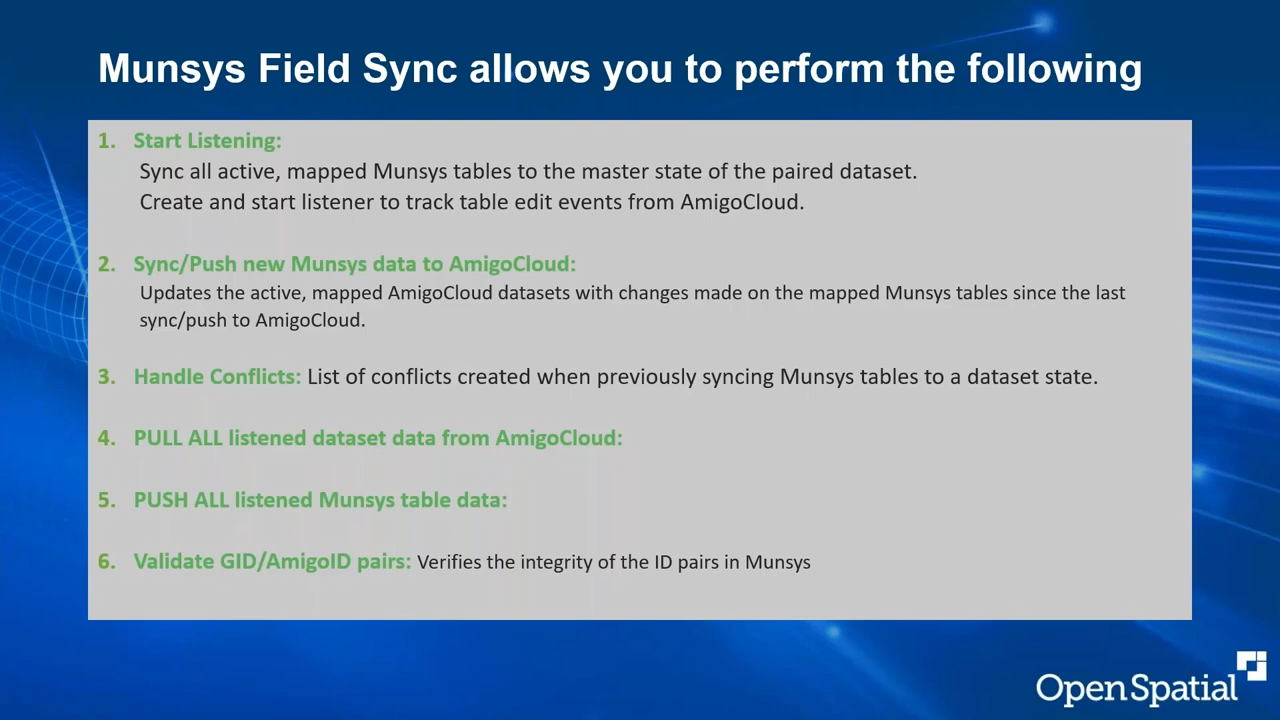 Munsys Field Sync allows you to perform the following
1. Start Listening:
Sync all active, mapped Munsys tables to the master state of the paired dataset.
Create and start listener to track table edit events from AmigoCloud.
2. Sync/Push new Munsys data to AmigoCloud:
Updates the active, mapped AmigoCloud datasets with changes made on the mapped Munsys tables since the last
sync/push to AmigoCloud.
3. Handle Conflicts: List of conflicts created when previously syncing Munsys tables to a dataset state.
4. PULL ALL listened dataset data from AmigoCloud:
5. PUSH ALL listened Munsys table data:
6. Validate GID/AmigoID pairs: Verifies the integrity of the ID pairs in Munsys
Open Spatial